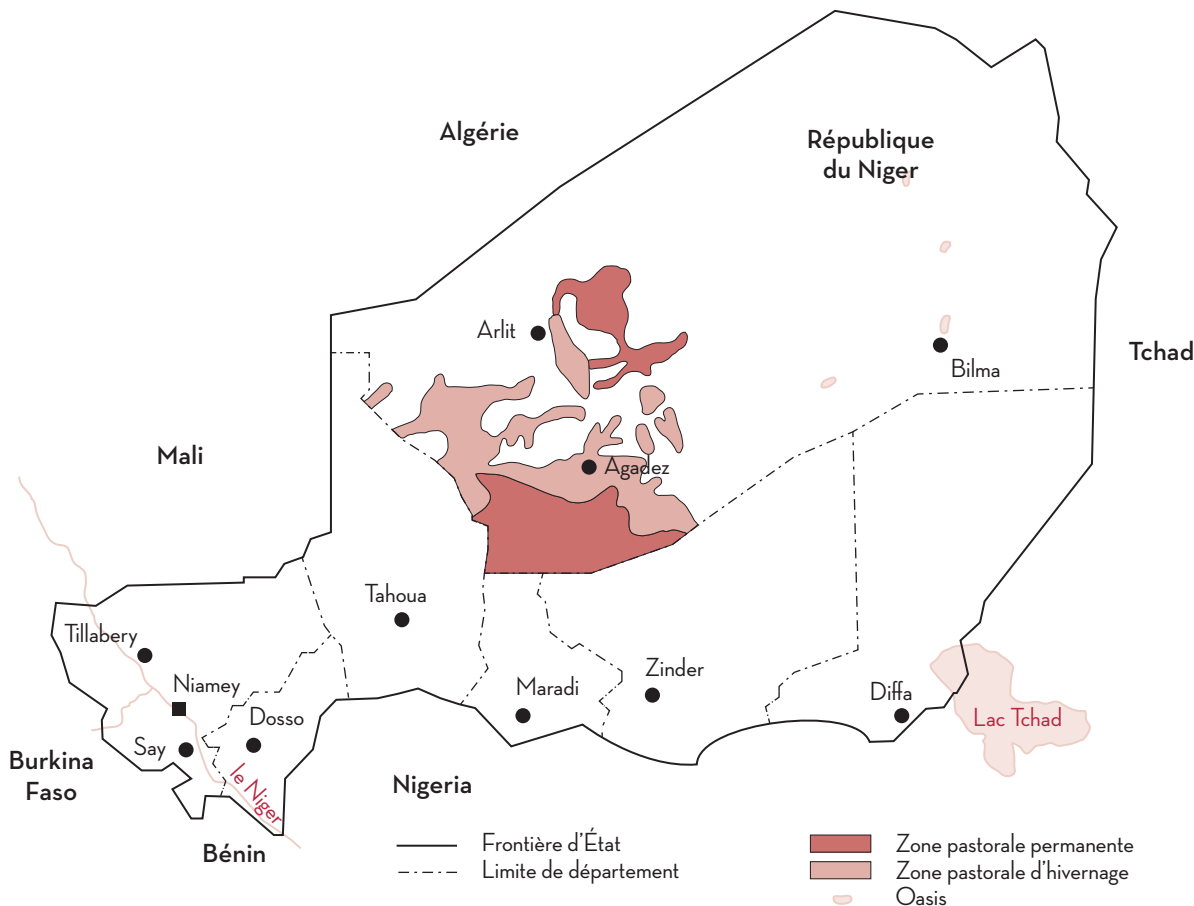 Algérie
République
du Niger
Arlit
Tchad
Bilma
Mali
Agadez
Tahoua
Tillabery
Niamey
Zinder
Maradi
Diffa
Dosso
Lac Tchad
Say
Burkina
Faso
le Niger
Nigeria
Bénin
Frontière d'État
Limite de département
Zone pastorale permanente
Zone pastorale d'hivernage
Oasis